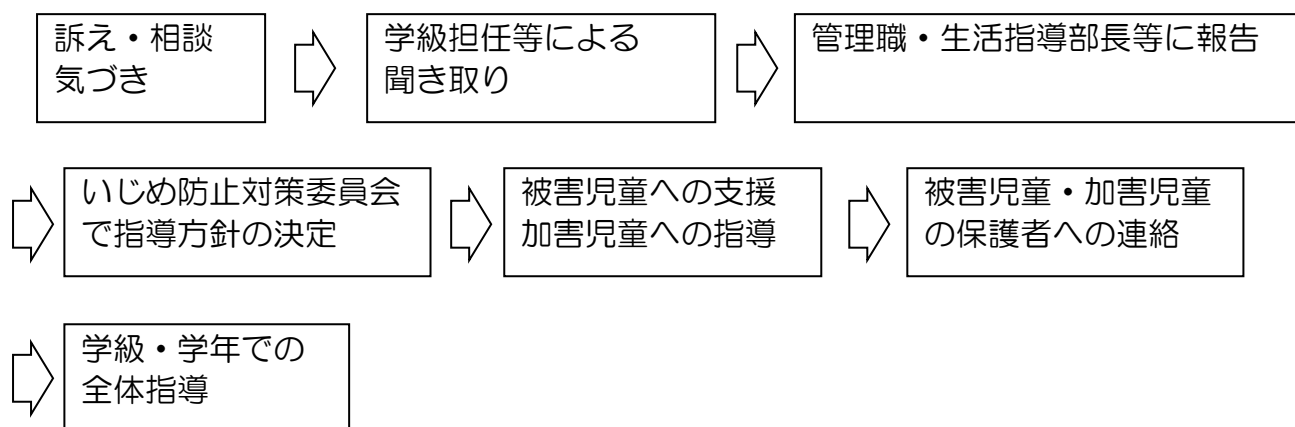 訴え・相談
気づき
学級担任等による
聞き取り
管理職・生活指導部長等に報告
いじめ防止対策委員会
で指導方針の決定
被害児童への支援
加害児童への指導
被害児童・加害児童
の保護者への連絡
学級・学年での
全体指導